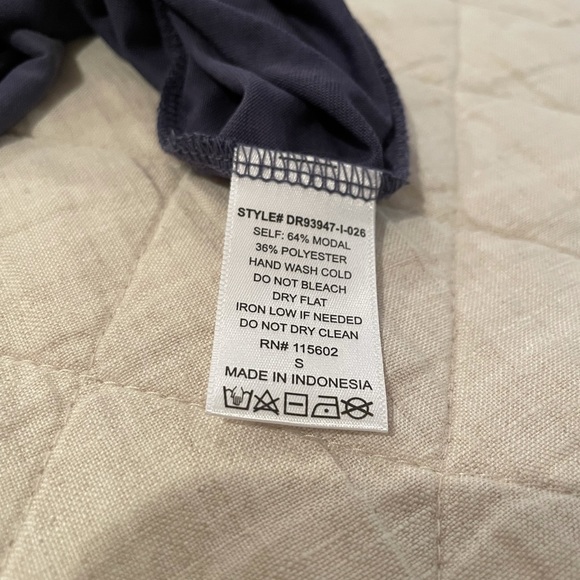 STYLE# DR93947-I-026
SELF: 64% MODAL
36% POLYESTER
HAND WASH COLD
DO NOT BLEACH
DRY FLAT
IRON LOW IF NEEDED
DO NOT DRY CLEAN
RN# 115602
S
MADE IN INDONESIA